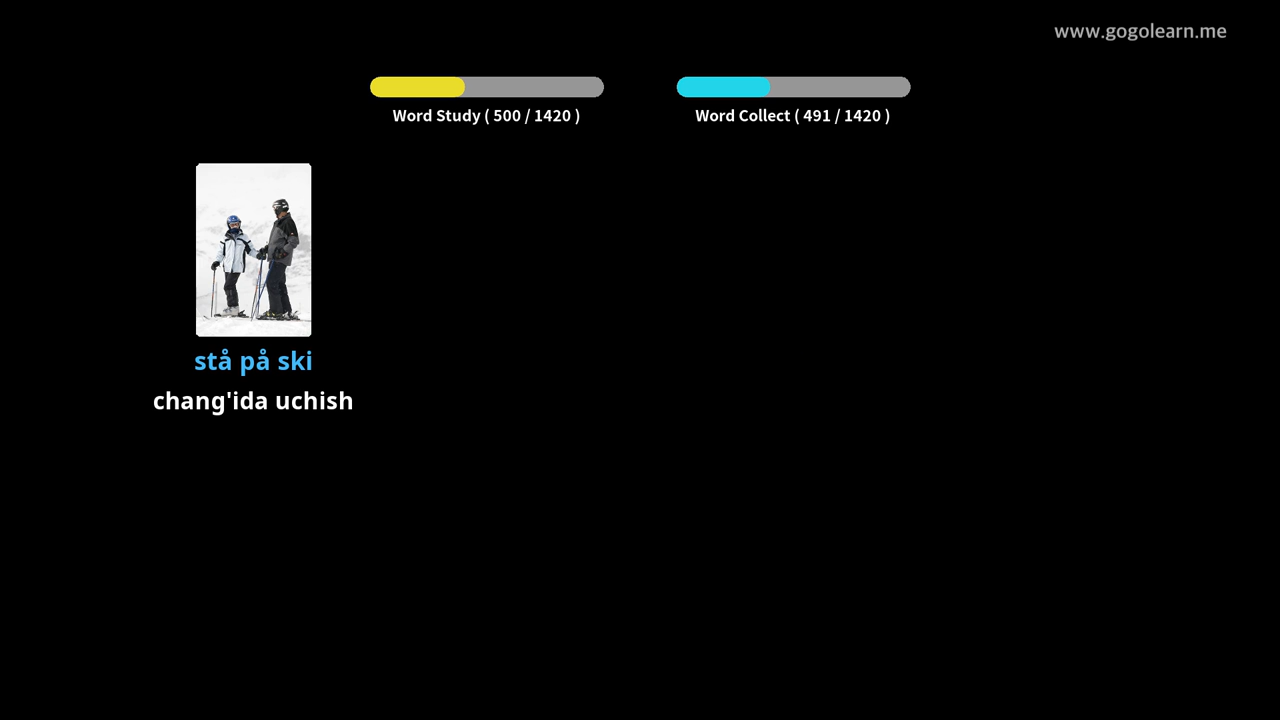 www.gogolearn.me
Word Study ( 500 / 1420 )
Word Collect ( 491 / 1420 )
stå på ski
chang'ida uchish